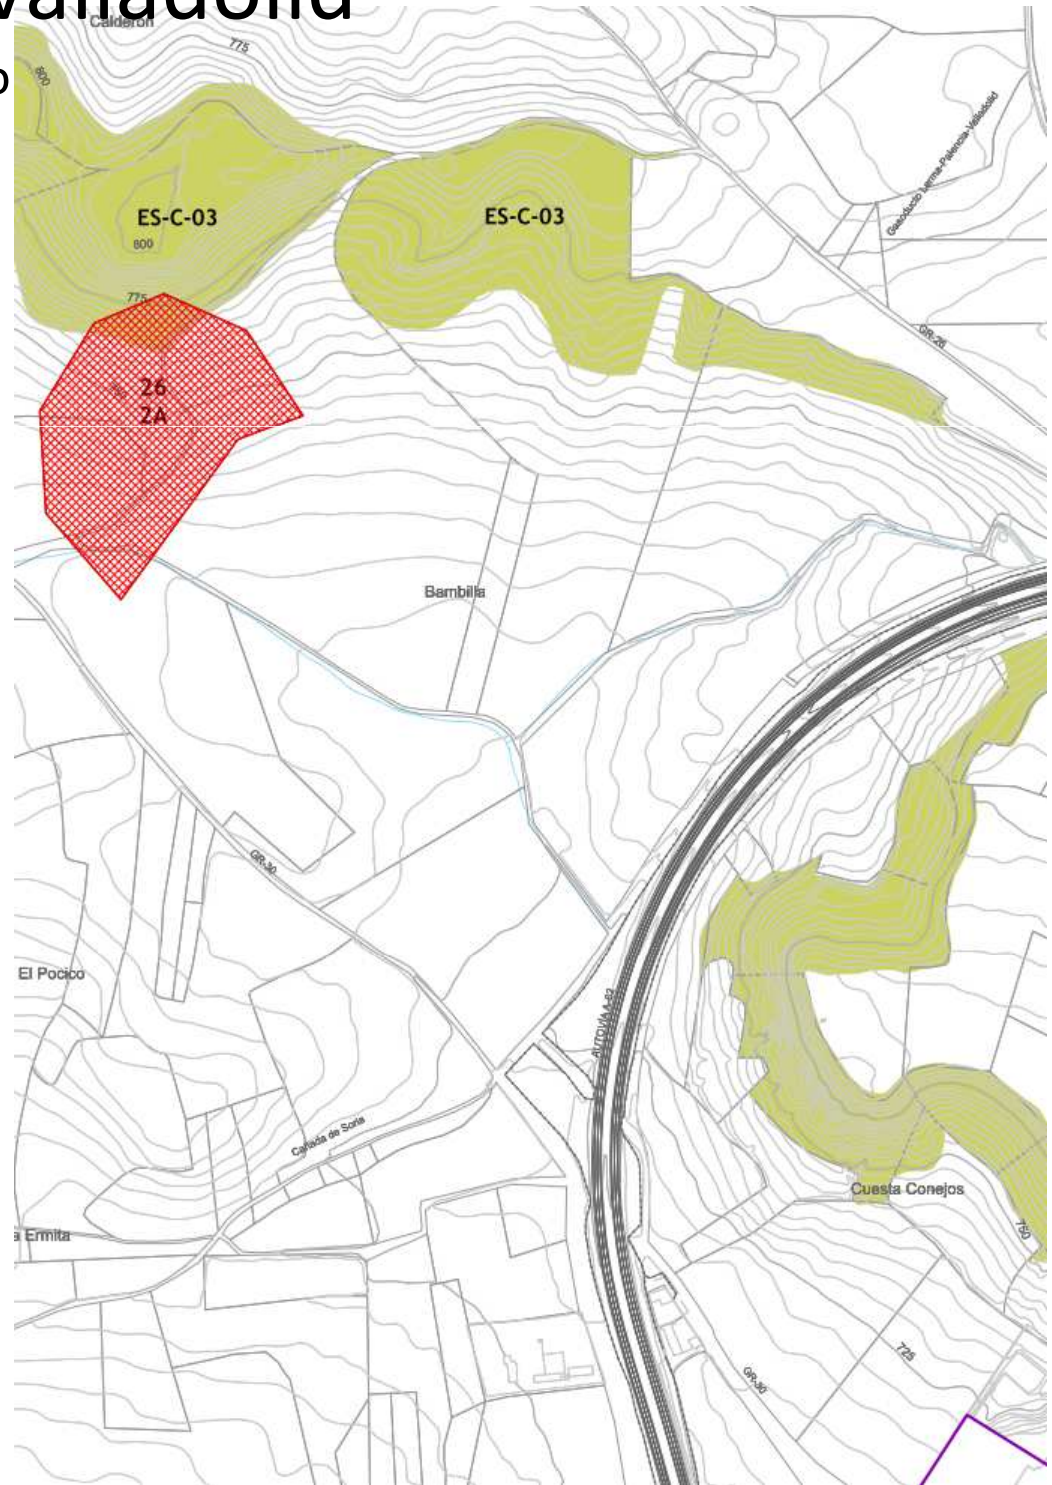 Valladolid
Calderón
775
800
Gasoducto Lerma-Palencia-Valladolid
ES-C-03
ES-C-03
800
775
GR-26
26
2A
Bambilla
GR-30
El Pocico
AUTOVÍA A-62
Cañada de Soria
Cuesta Conejos
Ermita
750
725
GR-30